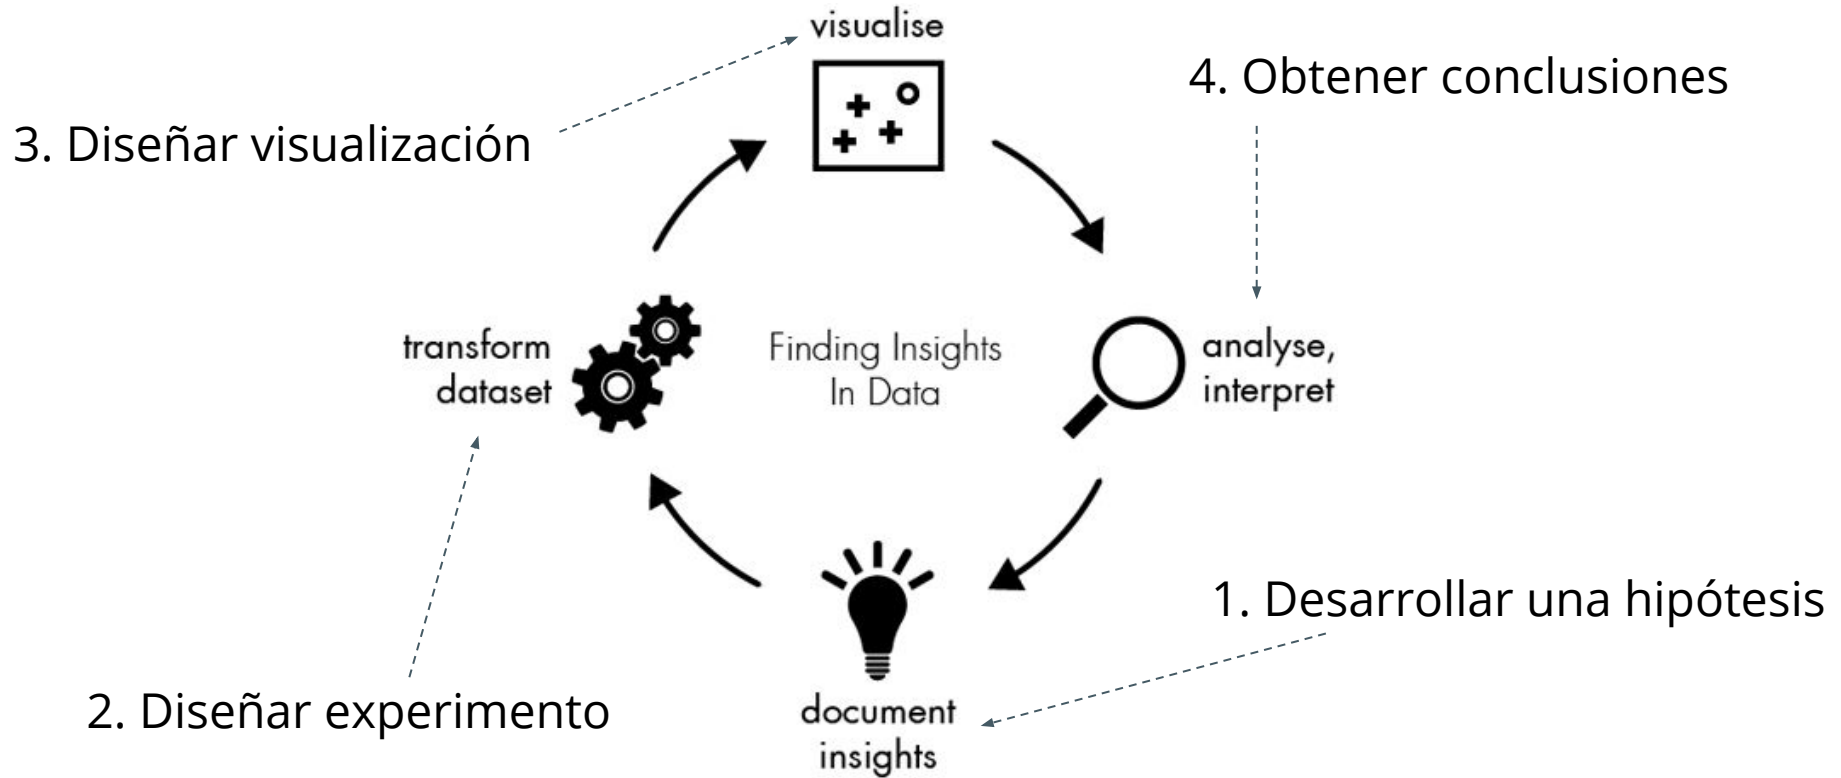 visualise
4. Obtener conclusiones
3. Diseñar visualización
transform
dataset
Finding Insights
In Data
analyse,
interpret
1. Desarrollar una hipótesis
2. Diseñar experimento
document
insights